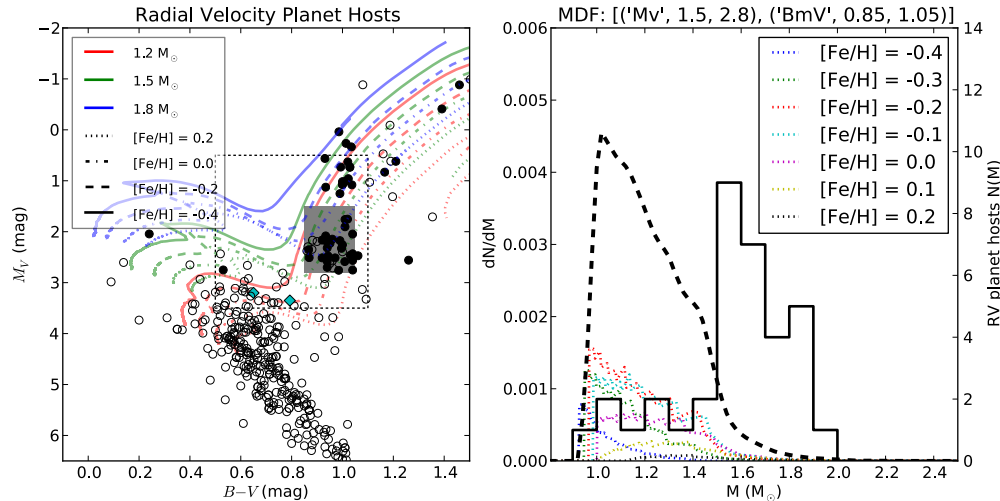 Radial Velocity Planet Hosts
1.2 M⊙
1.5 M⊙
1.8 M⊙
[Fe/H] = 0.2
[Fe/H] = 0.0
[Fe/H] = -0.2
[Fe/H] = -0.4
−2
−1
0
1
2
3
4
5
6
M_V (mag)
0.0
0.2
0.4
0.6
0.8
1.0
1.2
1.4
B−V (mag)
MDF: [('Mv', 1.5, 2.8), ('BmV', 0.85, 1.05)]
[Fe/H] = -0.4
[Fe/H] = -0.3
[Fe/H] = -0.2
[Fe/H] = -0.1
[Fe/H] = 0.0
[Fe/H] = 0.1
[Fe/H] = 0.2
0.006
0.005
0.004
0.003
0.002
0.001
0.000
dN/dM
14
12
10
8
6
4
2
0
RV planet hosts N(M)
1.0
1.2
1.4
1.6
1.8
2.0
2.2
2.4
M (M⊙)